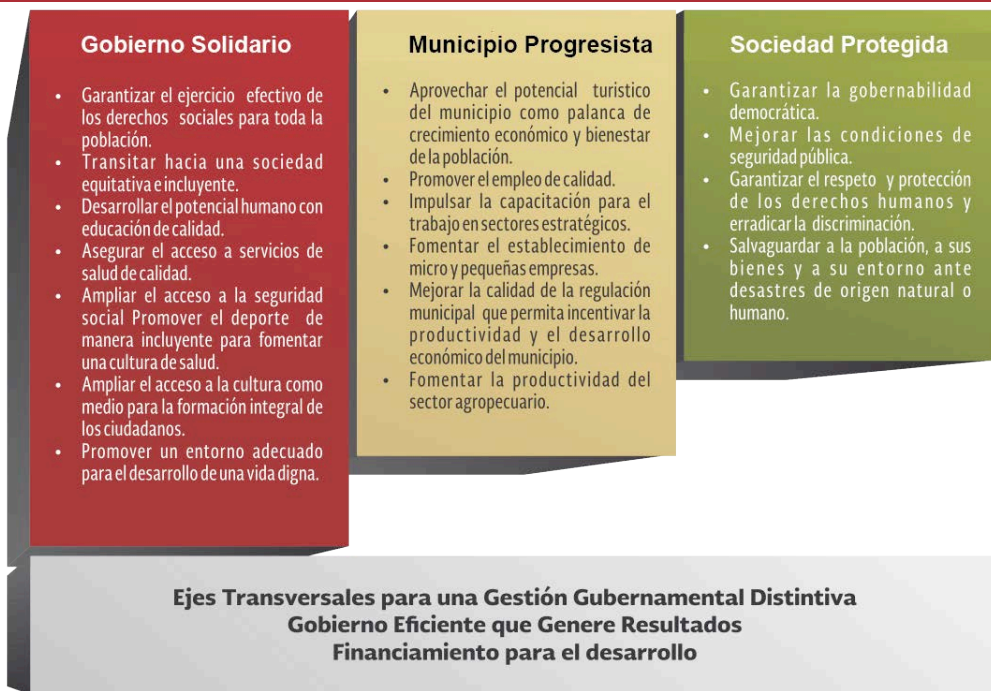 Gobierno Solidario
• Garantizar el ejercicio efectivo de
los derechos sociales para toda la
población.
• Transitar hacia una sociedad
equitativa e incluyente.
• Desarrollar el potencial humano con
educación de calidad.
• Asegurar el acceso a servicios de
salud de calidad.
• Ampliar el acceso a la seguridad
social Promover el deporte de
manera incluyente para fomentar
una cultura de salud.
• Ampliar el acceso a la cultura como
medio para la formación integral de
los ciudadanos.
• Promover un entorno adecuado
para el desarrollo de una vida digna.
Municipio Progresista
• Aprovechar el potencial turistico
del municipio como palanca de
crecimiento económico y bienestar
de la población.
• Promover el empleo de calidad.
• Impulsar la capacitación para el
trabajo en sectores estratégicos.
• Fomentar el establecimiento de
micro y pequeñas empresas.
• Mejorar la calidad de la regulación
municipal que permita incentivar la
productividad y el desarrollo
económico del municipio.
• Fomentar la productividad del
sector agropecuario.
Sociedad Protegida
• Garantizar la gobernabilidad
democrática.
• Mejorar las condiciones de
seguridad pública.
• Garantizar el respeto y protección
de los derechos humanos y
erradicar la discriminación.
• Salvaguardar a la población, a sus
bienes y a su entorno ante
desastres de origen natural o
humano.
Ejes Transversales para una Gestión Gubernamental Distintiva
Gobierno Eficiente que Genere Resultados
Financiamiento para el desarrollo